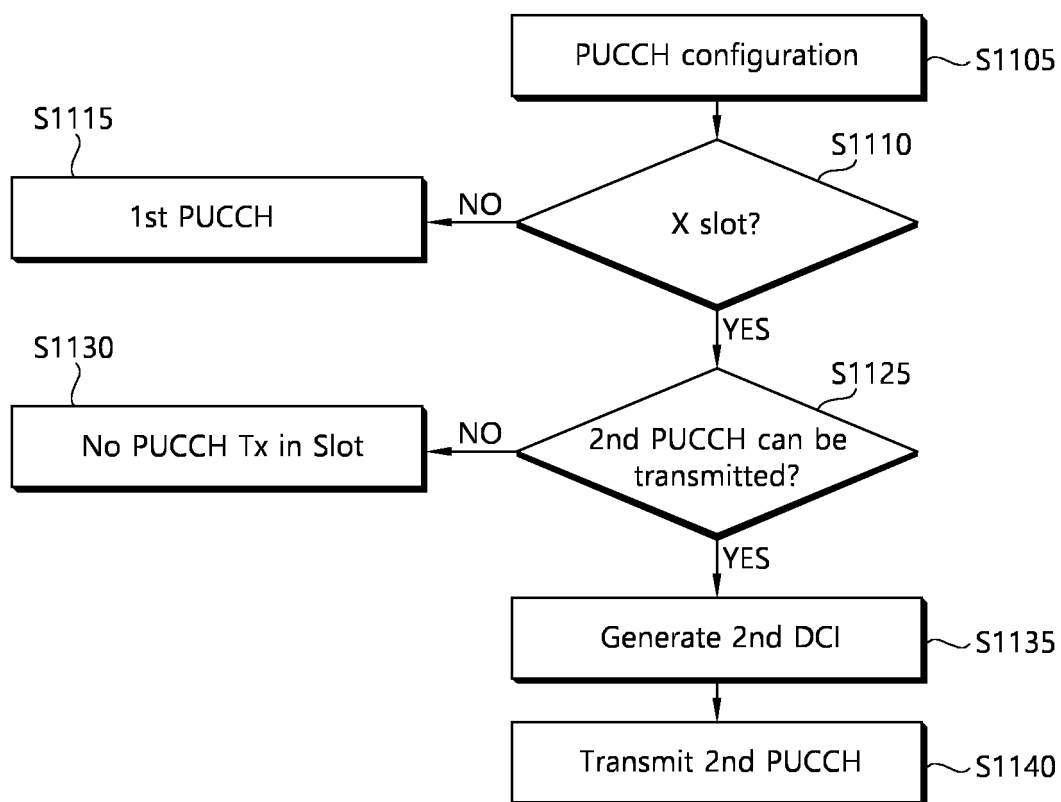 PUCCH configuration
S1105
S1115
S1110
1st PUCCH
NO
X slot?
YES
S1130
S1125
No PUCCH Tx in Slot
NO
2nd PUCCH can be
transmitted?
YES
Generate 2nd DCI
S1135
Transmit 2nd PUCCH
S1140